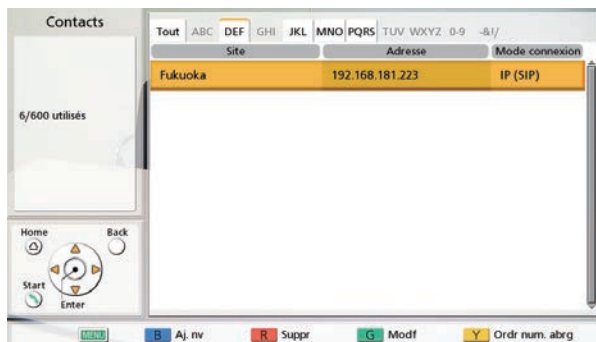 Contacts
Tout ABC DEF GHI JKL MNO PQRS TUV WXYZ 0-9 -&!/
Site Adresse Mode connexion
Fukuoka 192.168.181.223 IP (SIP)
6/600 utilisés
Home Back
Start
Enter
MENU B Aj. nv R Suppr G Modf Y Ordr num. abrg